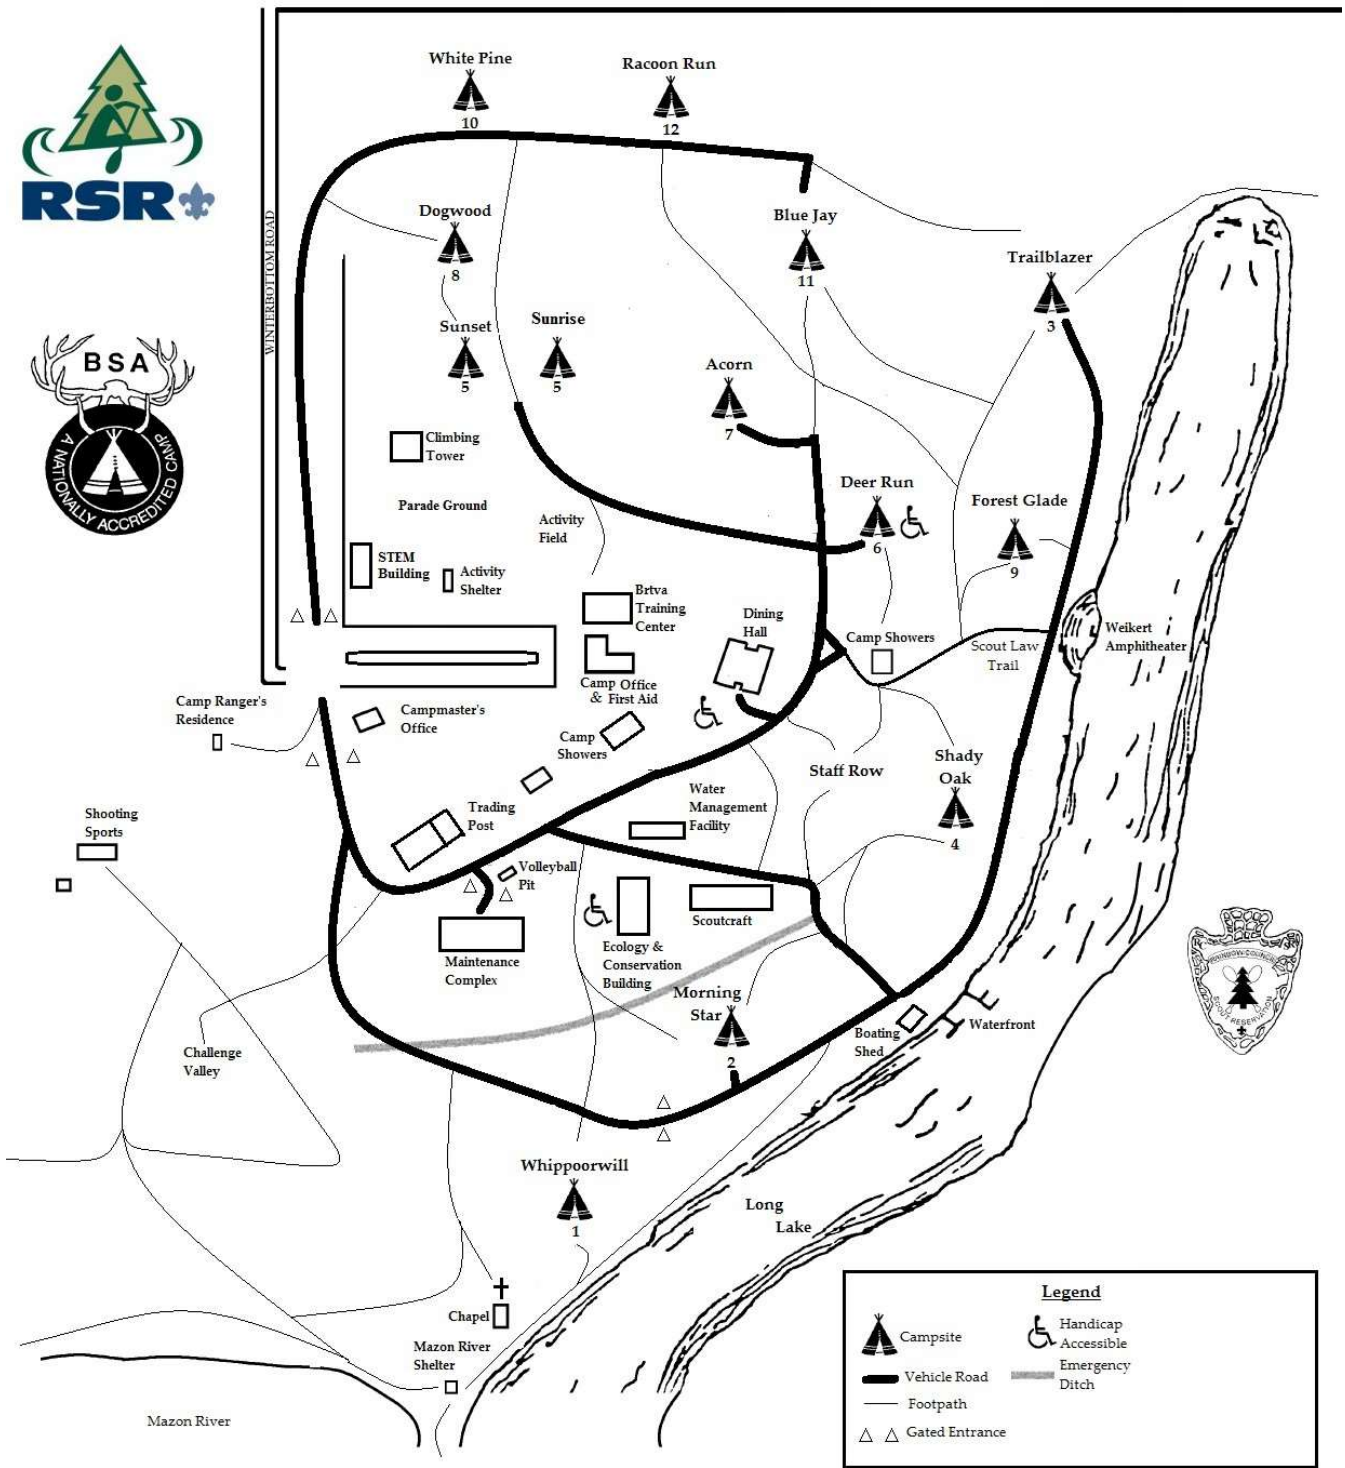 White Pine
10
Racoon Run
12
RSR
WINTERBOTTOM ROAD
Dogwood
8
Blue Jay
11
Trailblazer
3
BSA
A NATIONALLY ACCREDITED CAMP
Sunset
5
Sunrise
5
Acorn
7
Climbing
Tower
Parade Ground
Activity
Field
Deer Run
6
Forest Glade
9
STEM
Building
Activity
Shelter
Brtva
Training
Center
Dining
Hall
Camp Showers
Scout Law
Trail
Weikert
Amphitheater
Camp Office
& First Aid
Camp Ranger's
Residence
Campmaster's
Office
Camp
Showers
Staff Row
Shady
Oak
4
Water
Management
Facility
Trading
Post
Shooting
Sports
Volleyball
Pit
Scoutcraft
Maintenance
Complex
Ecology &
Conservation
Building
Morning
Star
2
Boating
Shed
Waterfront
RAINBOW COUNCIL
SCOUT RESERVATION
Challenge
Valley
Whippoorwill
1
Long
Lake
Chapel
Mazon River
Shelter
Mazon River
Legend
Campsite
Handicap
Accessible
Vehicle Road
Emergency
Ditch
Footpath
Gated Entrance